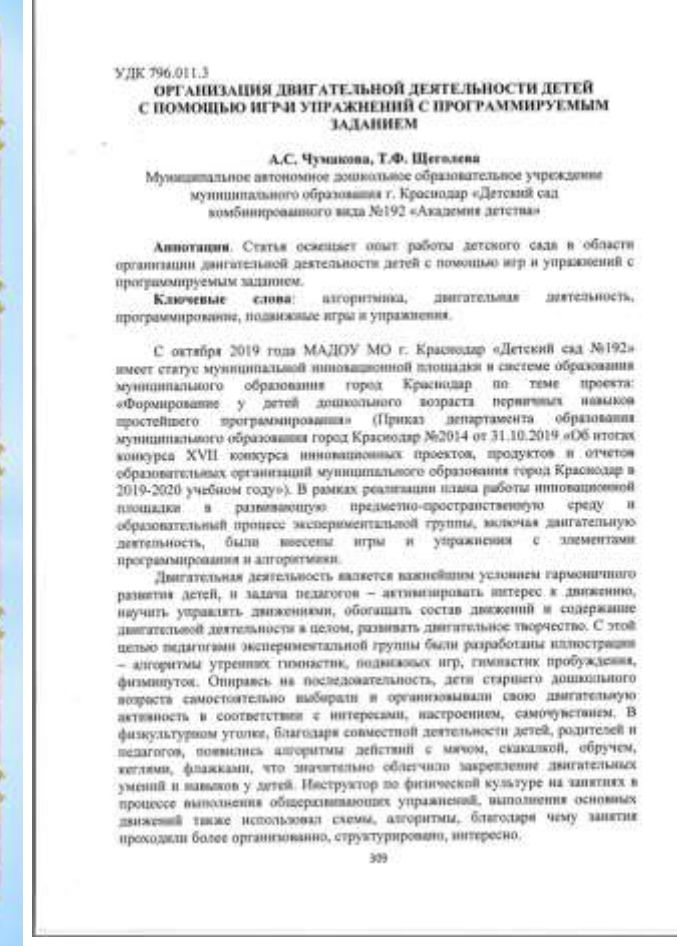 УДК 796.011.3
ОРГАНИЗАЦИЯ ДВИГАТЕЛЬНОЙ ДЕЯТЕЛЬНОСТИ ДЕТЕЙ
С ПОМОЩЬЮ ИГР И УПРАЖНЕНИЙ С ПРОГРАММИРУЕМЫМ
ЗАДАНИЕМ
А.С. Чумакова, Т.Ф. Щеголева
Муниципальное автономное дошкольное образовательное учреждение
муниципального образования г. Краснодар «Детский сад
комбинированного вида №192 «Академия детства»
Аннотация. Статья освещает опыт работы детского сада в области
организации двигательной деятельности детей с помощью игр и упражнений с
программируемым заданием.
Ключевые слова: алгоритмика, двигательная деятельность,
программирование, подвижные игры и упражнения.
С октября 2019 года МАДОУ МО г. Краснодар «Детский сад №192»
имеет статус муниципальной инновационной площадки в системе образования
муниципального образования город Краснодар по теме проекта:
«Формирование у детей дошкольного возраста первичных навыков
простейшего программирования» (Приказ департамента образования
муниципального образования город Краснодар №2014 от 31.10.2019 «Об итогах
конкурса XVII конкурса инновационных проектов, продуктов и отчетов
образовательных организаций муниципального образования город Краснодар в
2019-2020 учебном году»). В рамках реализации плана работы инновационной
площадки в развивающую предметно-пространственную среду и
образовательный процесс экспериментальной группы, включая двигательную
деятельность, были внесены игры и упражнения с элементами
программирования и алгоритмики.
Двигательная деятельность является важнейшим условием гармоничного
развития детей, и задача педагогов – активизировать интерес к движению,
научить управлять движениями, обогащать состав движений и содержание
двигательной деятельности в целом, развивать двигательное творчество. С этой
целью педагогами экспериментальной группы были разработаны иллюстрации
– алгоритмы утренних гимнастик, подвижных игр, гимнастик пробуждения,
физминуток. Опираясь на последовательность, дети старшего дошкольного
возраста самостоятельно выбирали и организовывали свою двигательную
активность в соответствии с интересами, настроением, самочувствием. В
физкультурном уголке, благодаря совместной деятельности детей, родителей и
педагогов, появились алгоритмы действий с мячом, скакалкой, обручем,
кеглями, флажками, что значительно облегчило закрепление двигательных
умений и навыков у детей. Инструктор по физической культуре на занятиях в
процессе выполнения общеразвивающих упражнений, выполнения основных
движений также использовал схемы, алгоритмы, благодаря чему занятия
проходили более организованно, структурировано, интересно.
309